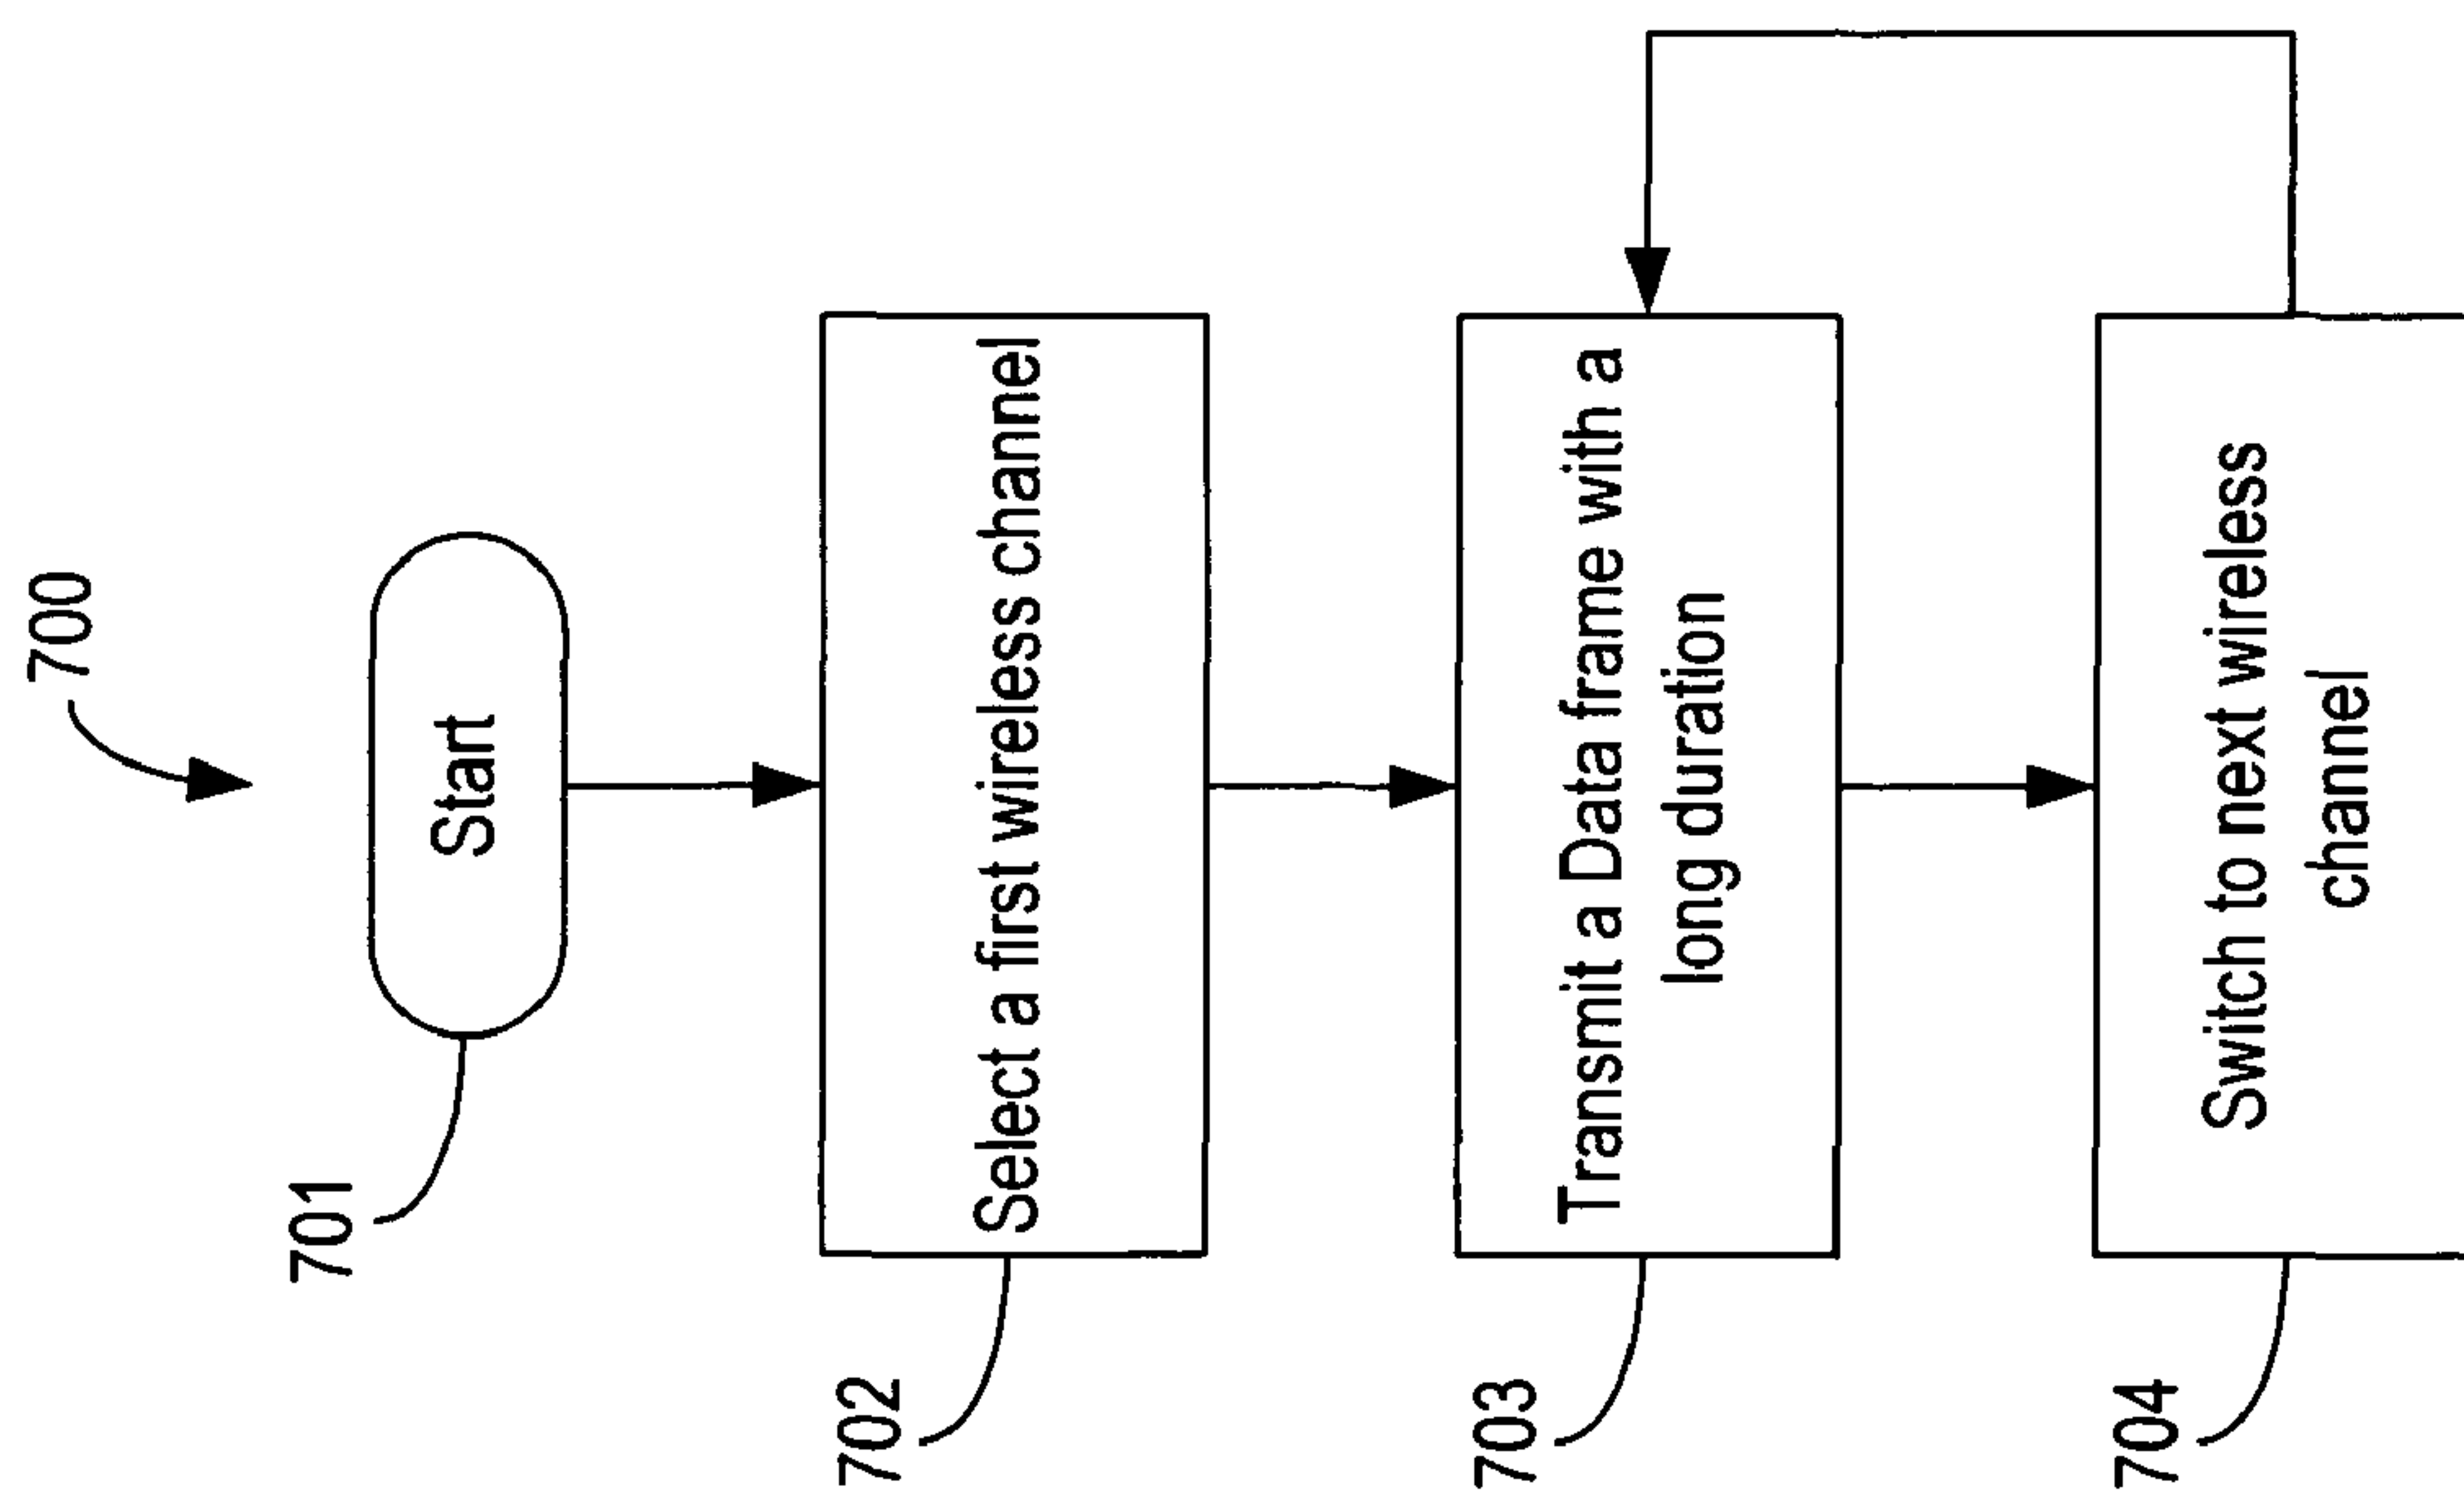 700
701
Start
702
Select a first wireless channel
703
Transmit a Data frame with a
long duration
704
Switch to next wireless
channel